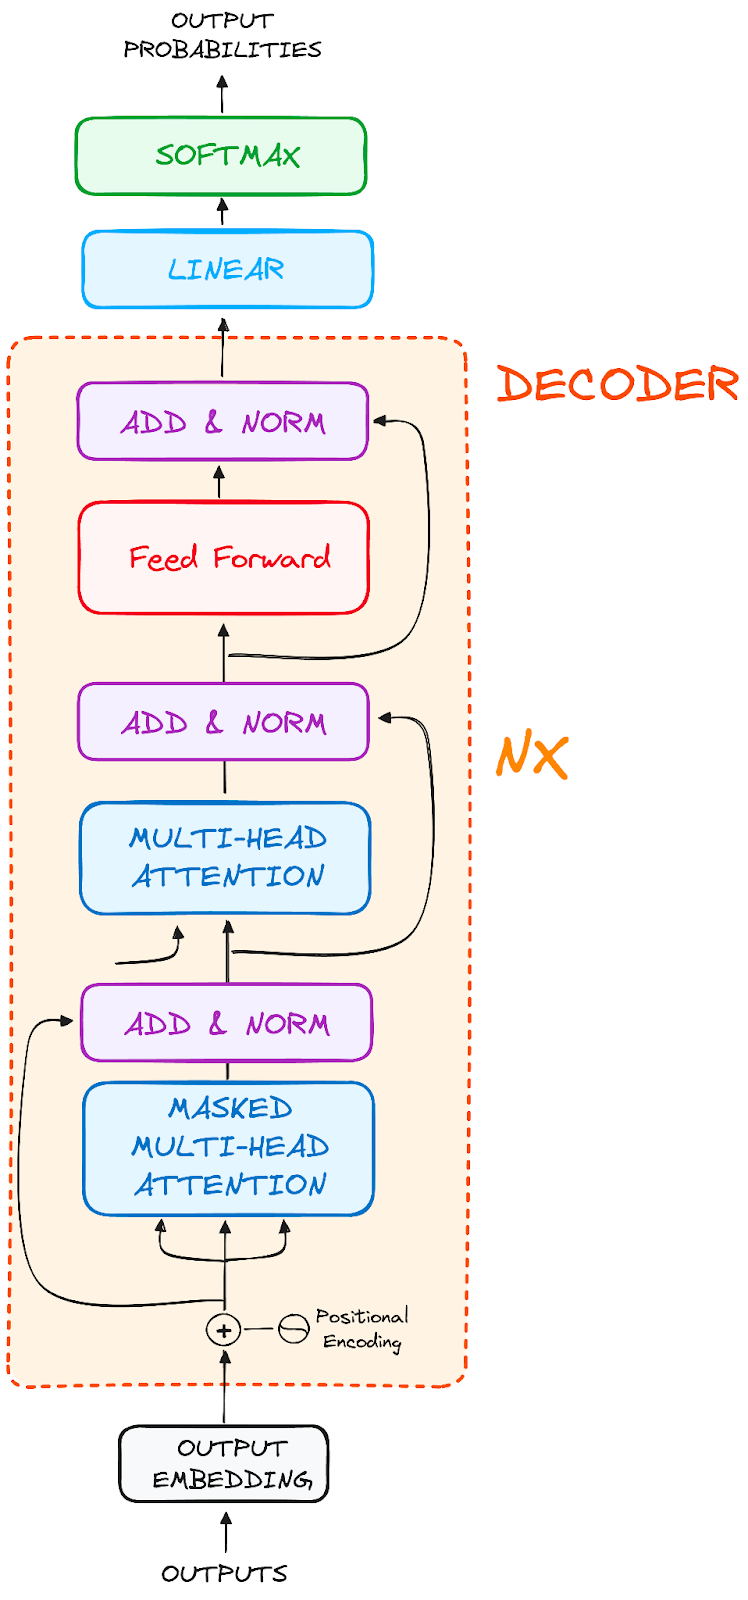 OUTPUT
PROBABILITIES
SOFTMAX
LINEAR
DECODER
ADD & NORM
Feed Forward
ADD & NORM
NX
MULTI-HEAD
ATTENTION
ADD & NORM
MASKED
MULTI-HEAD
ATTENTION
+
Positional
Encoding
OUTPUT
EMBEDDING
OUTPUTS